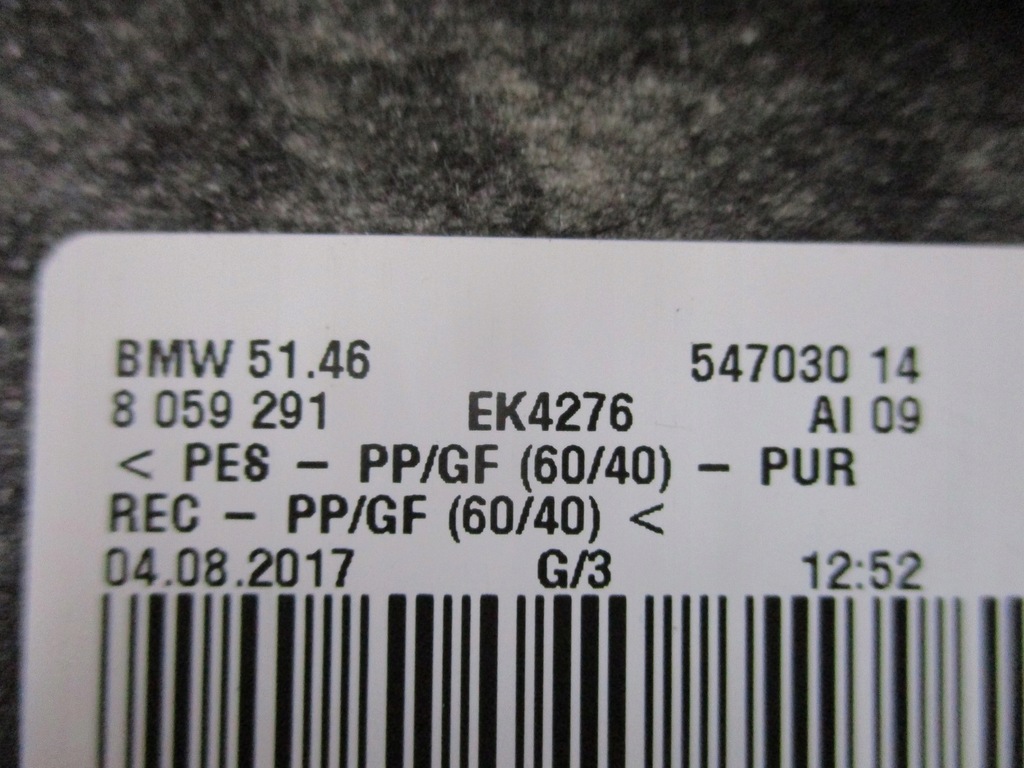 BMW 51.46 547030 14
8 059 291 EK4276 AI 09
< PES – PP/GF (60/40) – PUR
REC – PP/GF (60/40) <
04.08.2017 G/3 12:52